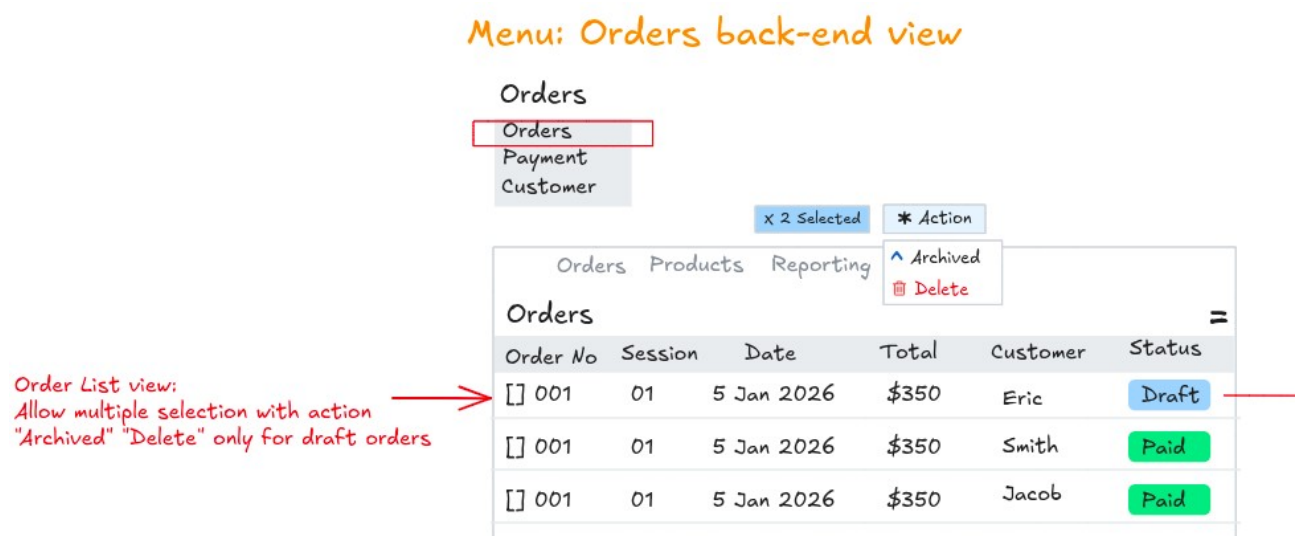 Menu: Orders back-end view
Orders
Orders
Payment
Customer
x 2 Selected
* Action
^ Archived
Delete
Orders Products Reporting
Orders =
Order No Session Date Total Customer Status
[] 001 01 5 Jan 2026 $350 Eric Draft
[] 001 01 5 Jan 2026 $350 Smith Paid
[] 001 01 5 Jan 2026 $350 Jacob Paid
Order List view:
Allow multiple selection with action
"Archived" "Delete" only for draft orders